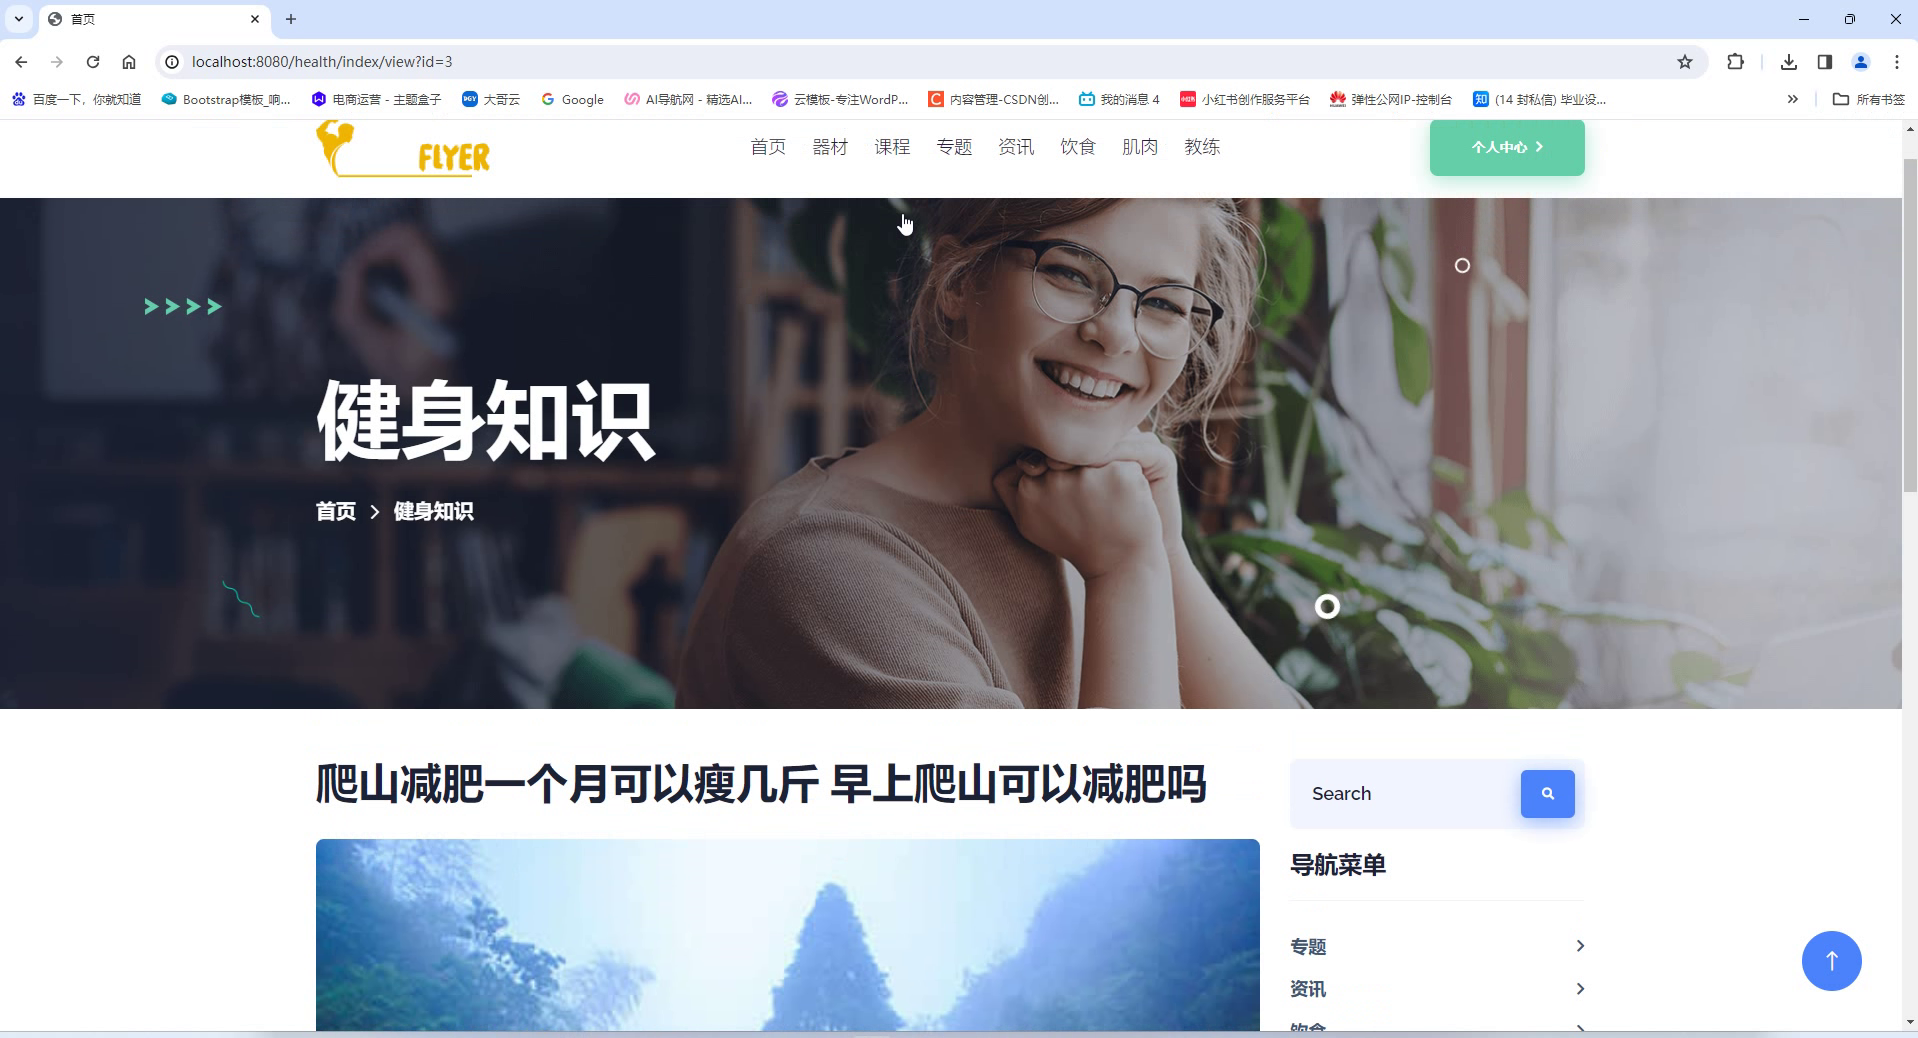 首页
localhost:8080/health/index/view?id=3
百度一下，你就知道 Bootstrap模板_响... 电商运营 - 主题盒子 大哥云 Google AI导航网 - 精选AI... 云模板-专注WordP... 内容管理-CSDN创... 我的消息 4 小红书创作服务平台 弹性公网IP-控制台 (14 封私信) 毕业设... 所有书签
FLYER
首页 器材 课程 专题 资讯 饮食 肌肉 教练
个人中心
健身知识
首页 > 健身知识
爬山减肥一个月可以瘦几斤 早上爬山可以减肥吗
Search
导航菜单
专题
资讯
饮食